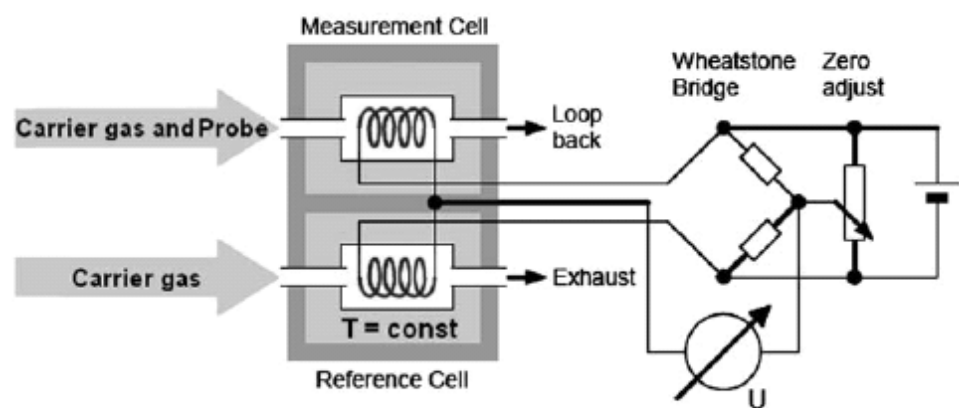 Measurement Cell
Carrier gas and Probe
Loop
back
Wheatstone
Bridge
Zero
adjust
Carrier gas
Exhaust
T = const
Reference Cell
U